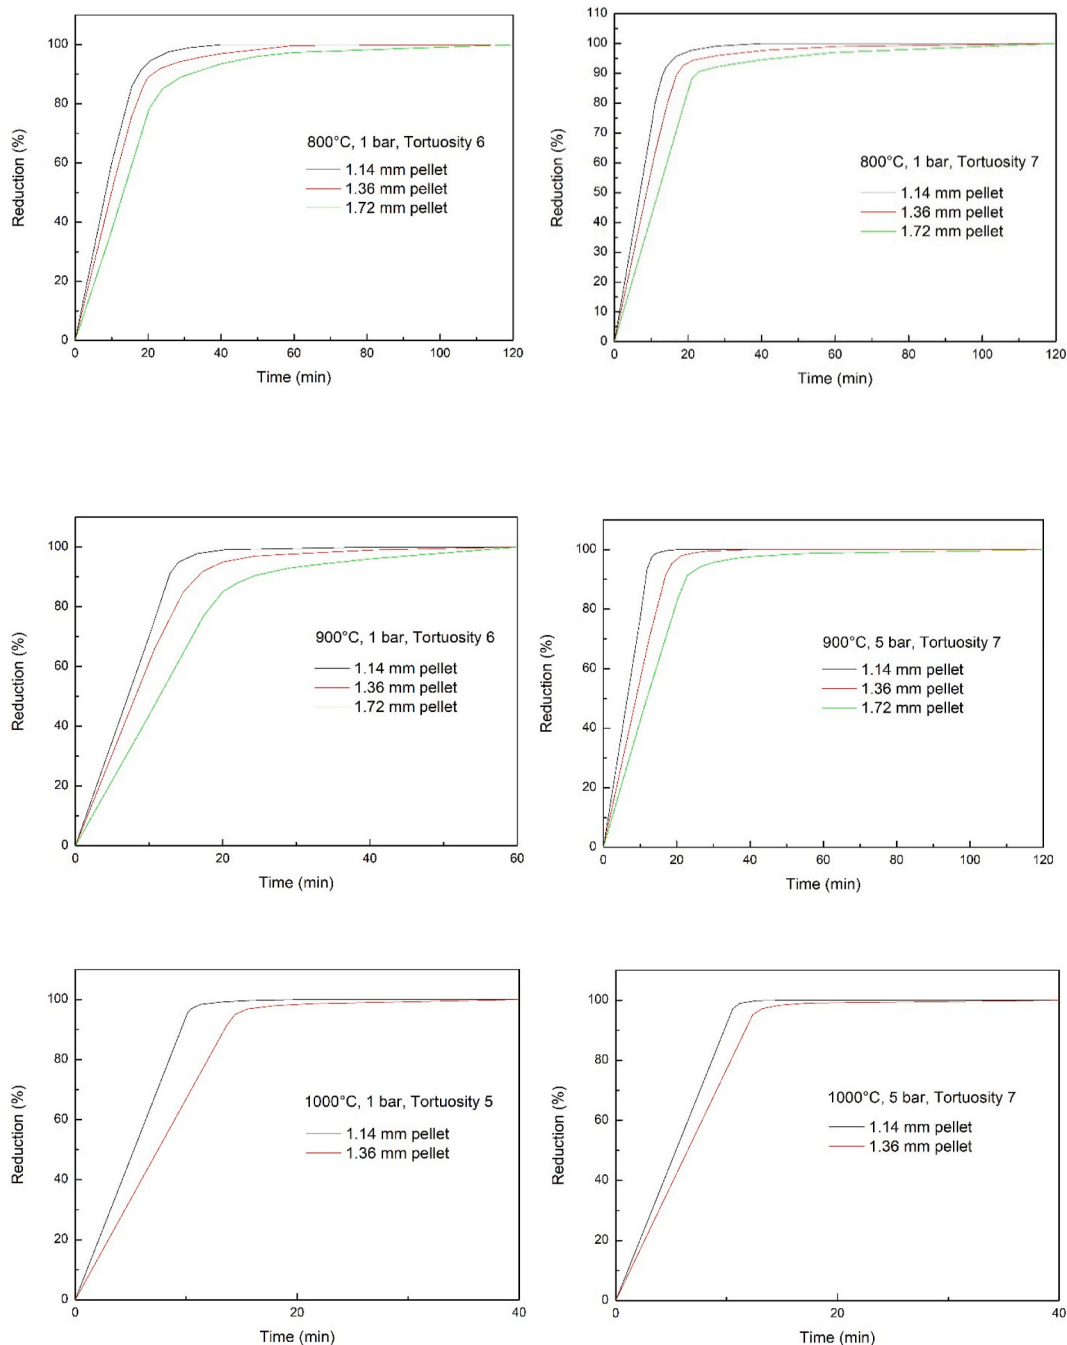 100
80
60
40
20
0
Reduction (%)
800°C, 1 bar, Tortuosity 6
1.14 mm pellet
1.36 mm pellet
1.72 mm pellet
0 20 40 60 80 100 120
Time (min)
110
100
90
80
70
60
50
40
30
20
10
0
Reduction (%)
800°C, 1 bar, Tortuosity 7
1.14 mm pellet
1.36 mm pellet
1.72 mm pellet
0 20 40 60 80 100 120
Time (min)
100
80
60
40
20
0
Reduction (%)
900°C, 1 bar, Tortuosity 6
1.14 mm pellet
1.36 mm pellet
1.72 mm pellet
0 20 40 60
Time (min)
100
80
60
40
20
0
Reduction (%)
900°C, 5 bar, Tortuosity 7
1.14 mm pellet
1.36 mm pellet
1.72 mm pellet
0 20 40 60 80 100 120
Time (min)
100
80
60
40
20
0
Reduction (%)
1000°C, 1 bar, Tortuosity 5
1.14 mm pellet
1.36 mm pellet
0 20 40
Time (min)
100
80
60
40
20
0
Reduction (%)
1000°C, 5 bar, Tortuosity 7
1.14 mm pellet
1.36 mm pellet
0 20 40
Time (min)